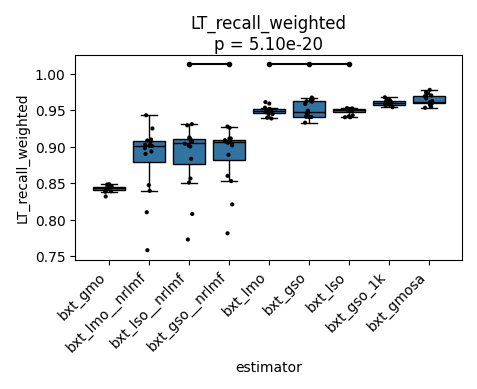 LT_recall_weighted
p = 5.10e-20
LT_recall_weighted
1.00
0.95
0.90
0.85
0.80
0.75
bxt_gmo
bxt_lmo__nrlmf
bxt_lso__nrlmf
bxt_gso__nrlmf
bxt_lmo
bxt_gso
bxt_lso
bxt_gso_1k
bxt_gmosa
estimator